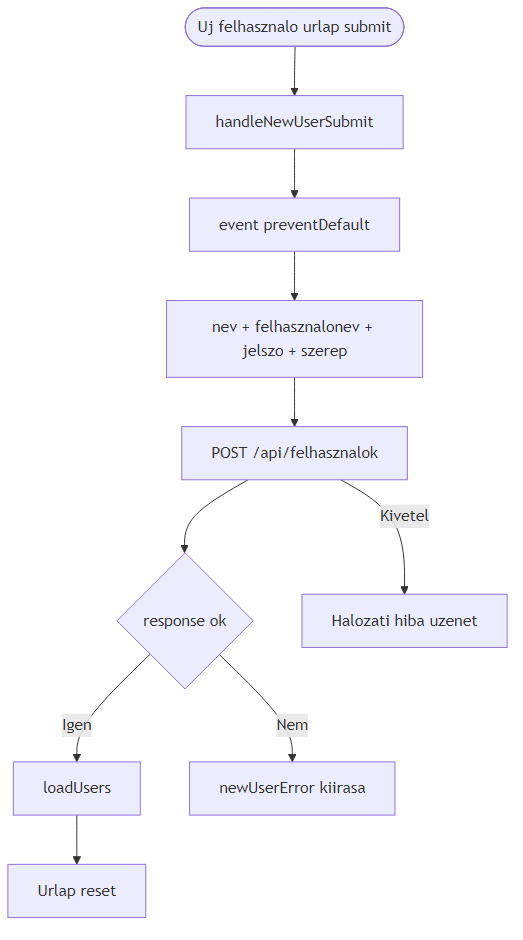 Uj felhasznalo urlap submit
handleNewUserSubmit
event preventDefault
nev + felhasznalonev +
jelszo + szerep
POST /api/felhasznalok
Kivetel
response ok
Halozati hiba uzenet
Igen
Nem
loadUsers
newUserError kiirasa
Urlap reset